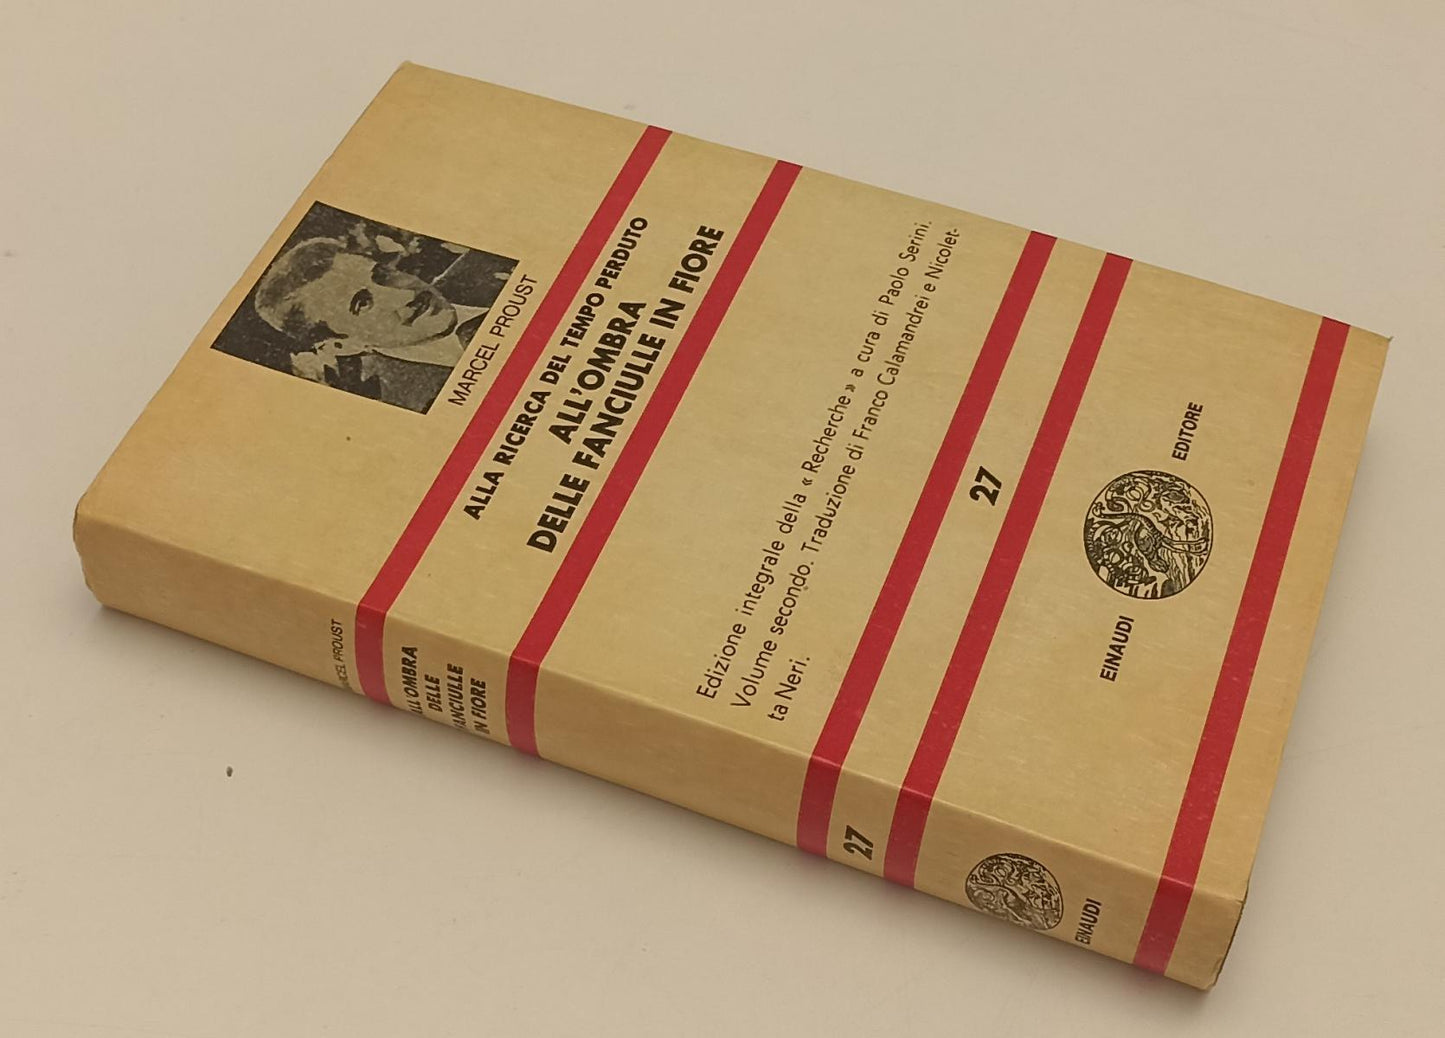 MARCEL PROUST
ALLA RICERCA DEL TEMPO PERDUTO
ALL'OMBRA
DELLE FANCIULLE IN FIORE
Edizione integrale della « Recherche » a cura di Paolo Serini.
Volume secondo. Traduzione di Franco Calamandrei e Nicolet-
ta Neri.
27
EINAUDI EDITORE
MARCEL PROUST
ALL'OMBRA
DELLE
FANCIULLE
IN FIORE
27
EINAUDI